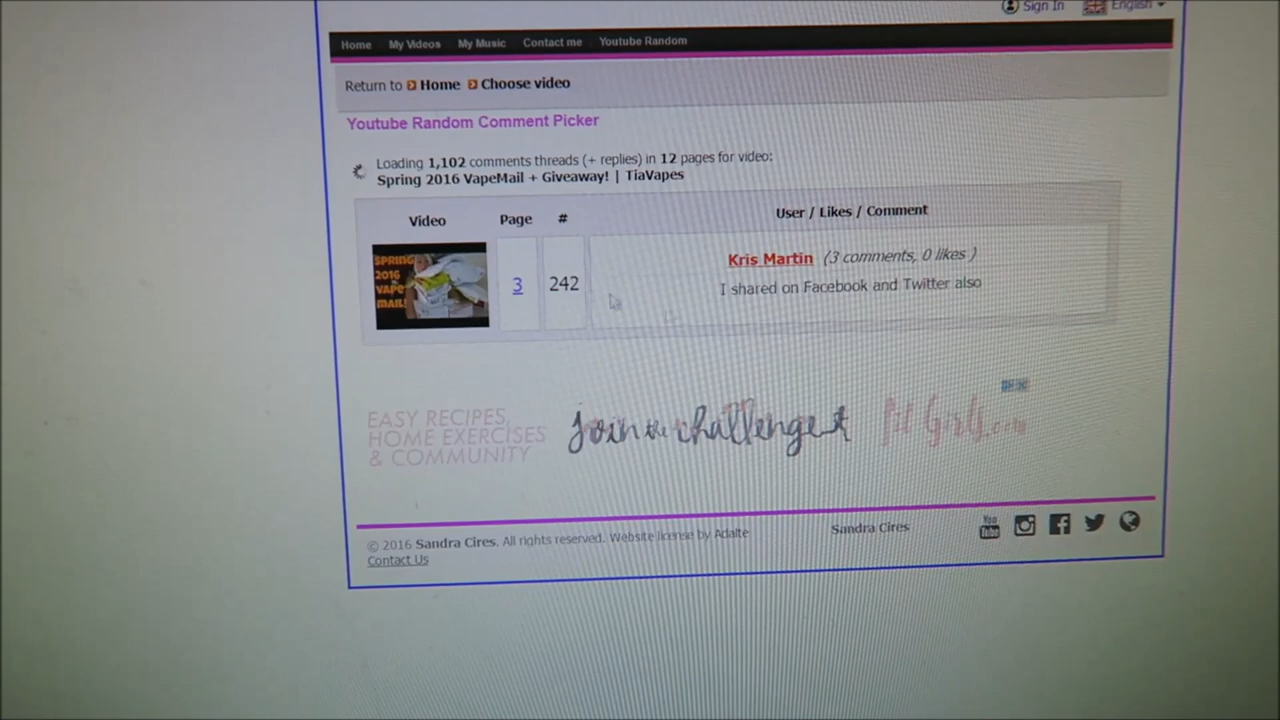 Sign In English
Home My Videos My Music Contact me Youtube Random
Return to Home Choose video
Youtube Random Comment Picker
Loading 1,102 comments threads (+ replies) in 12 pages for video:
Spring 2016 VapeMail + Giveaway! | TiaVapes
Video Page # User / Likes / Comment
SPRING
2016
VAPE
MAIL!
3 242
Kris Martin (3 comments, 0 likes )
I shared on Facebook and Twitter also
EASY RECIPES,
HOME EXERCISES
& COMMUNITY
join the challenge
© 2016 Sandra Cires. All rights reserved. Website license by Adalte
Contact Us
Sandra Cires
You
Tube